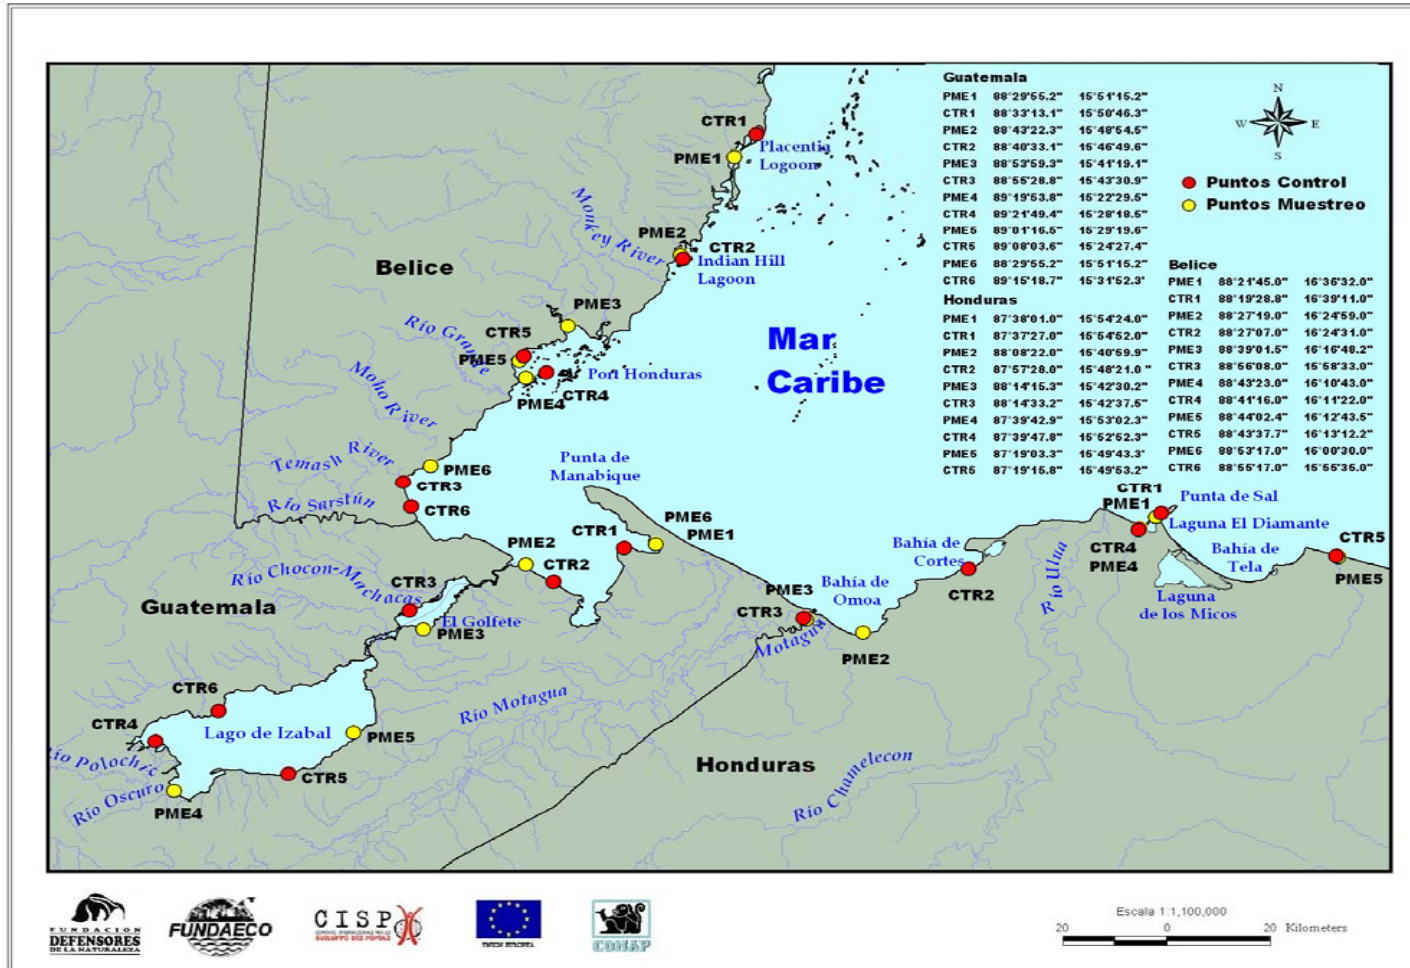 Guatemala
PME1 88°29'55.2" 15°51'15.2"
CTR1 88°33'13.1" 15°50'46.3"
PME2 88°43'22.3" 15°48'54.5"
CTR2 88°40'33.1" 15°46'49.6"
PME3 88°53'59.3" 15°41'19.1"
CTR3 88°55'28.8" 15°43'30.9"
PME4 89°19'53.8" 15°22'29.5"
CTR4 89°21'49.4" 15°28'18.5"
PME5 89°01'16.5" 15°29'19.6"
CTR5 89°08'03.6" 15°24'27.4"
PME6 88°29'55.2" 15°51'15.2"
CTR6 89°15'18.7" 15°31'52.3'
Honduras
PME1 87°38'01.0" 15°54'24.0"
CTR1 87°37'27.0" 15°54'52.0"
PME2 88°08'22.0" 15°40'59.9"
CTR2 87°57'28.0" 15°48'21.0"
PME3 88°14'15.3" 15°42'30.2"
CTR3 88°14'33.2" 15°42'37.5"
PME4 87°39'42.9" 15°53'02.3"
CTR4 87°39'47.8" 15°52'52.3"
PME5 87°19'03.3" 15°49'43.3"
CTR5 87°19'15.8" 15°49'53.2"
N
W
E
S
Puntos Control
Puntos Muestreo
Belice
PME1 88°21'45.0" 16°36'32.0"
CTR1 88°19'28.8" 16°39'11.0"
PME2 88°27'19.0" 16°24'59.0"
CTR2 88°27'07.0" 16°24'31.0"
PME3 88°39'01.5" 16°16'48.2"
CTR3 88°56'08.0" 15°58'33.0"
PME4 88°43'23.0" 16°10'43.0"
CTR4 88°41'16.0" 16°11'22.0"
PME5 88°44'02.4" 16°12'43.5"
CTR5 88°43'37.7" 16°13'12.2"
PME6 88°53'17.0" 16°00'30.0"
CTR6 88°55'17.0" 15°55'35.0"
CTR1
Placentia
Logoon
PME1
Monkey River
PME2
CTR2
Indian Hill
Lagoon
Belice
PME3
Río Grande
CTR5
PME5
Port Honduras
PME4
CTR4
Mar
Caribe
Moho River
Temash River
PME6
CTR3
Río Sarstún
CTR6
Punta de
Manabique
CTR1
PME6
PME1
PME2
CTR2
Río Chocon-Machacas
CTR3
Guatemala
El Golfete
PME3
PME3
CTR3
Motagua
Bahía de
Omoa
PME2
Bahía de
Cortes
CTR2
Río Ulua
CTR1
PME1
Punta de Sal
Laguna El Diamante
CTR4
PME4
Bahía de
Tela
Laguna
de los Micos
CTR5
PME5
CTR6
CTR4
Lago de Izabal
PME5
Río Motagua
Río Polochic
CTR5
Río Oscuro
PME4
Honduras
Río Chamelecon
FUNDACION
DEFENSORES
DE LA NATURALEZA
FUNDAECO
CISP
SVILUPPO DEI POPOLI
UNION EUROPEA
CONAP
Escala 1:1,100,000
20 0 20 Kilometers